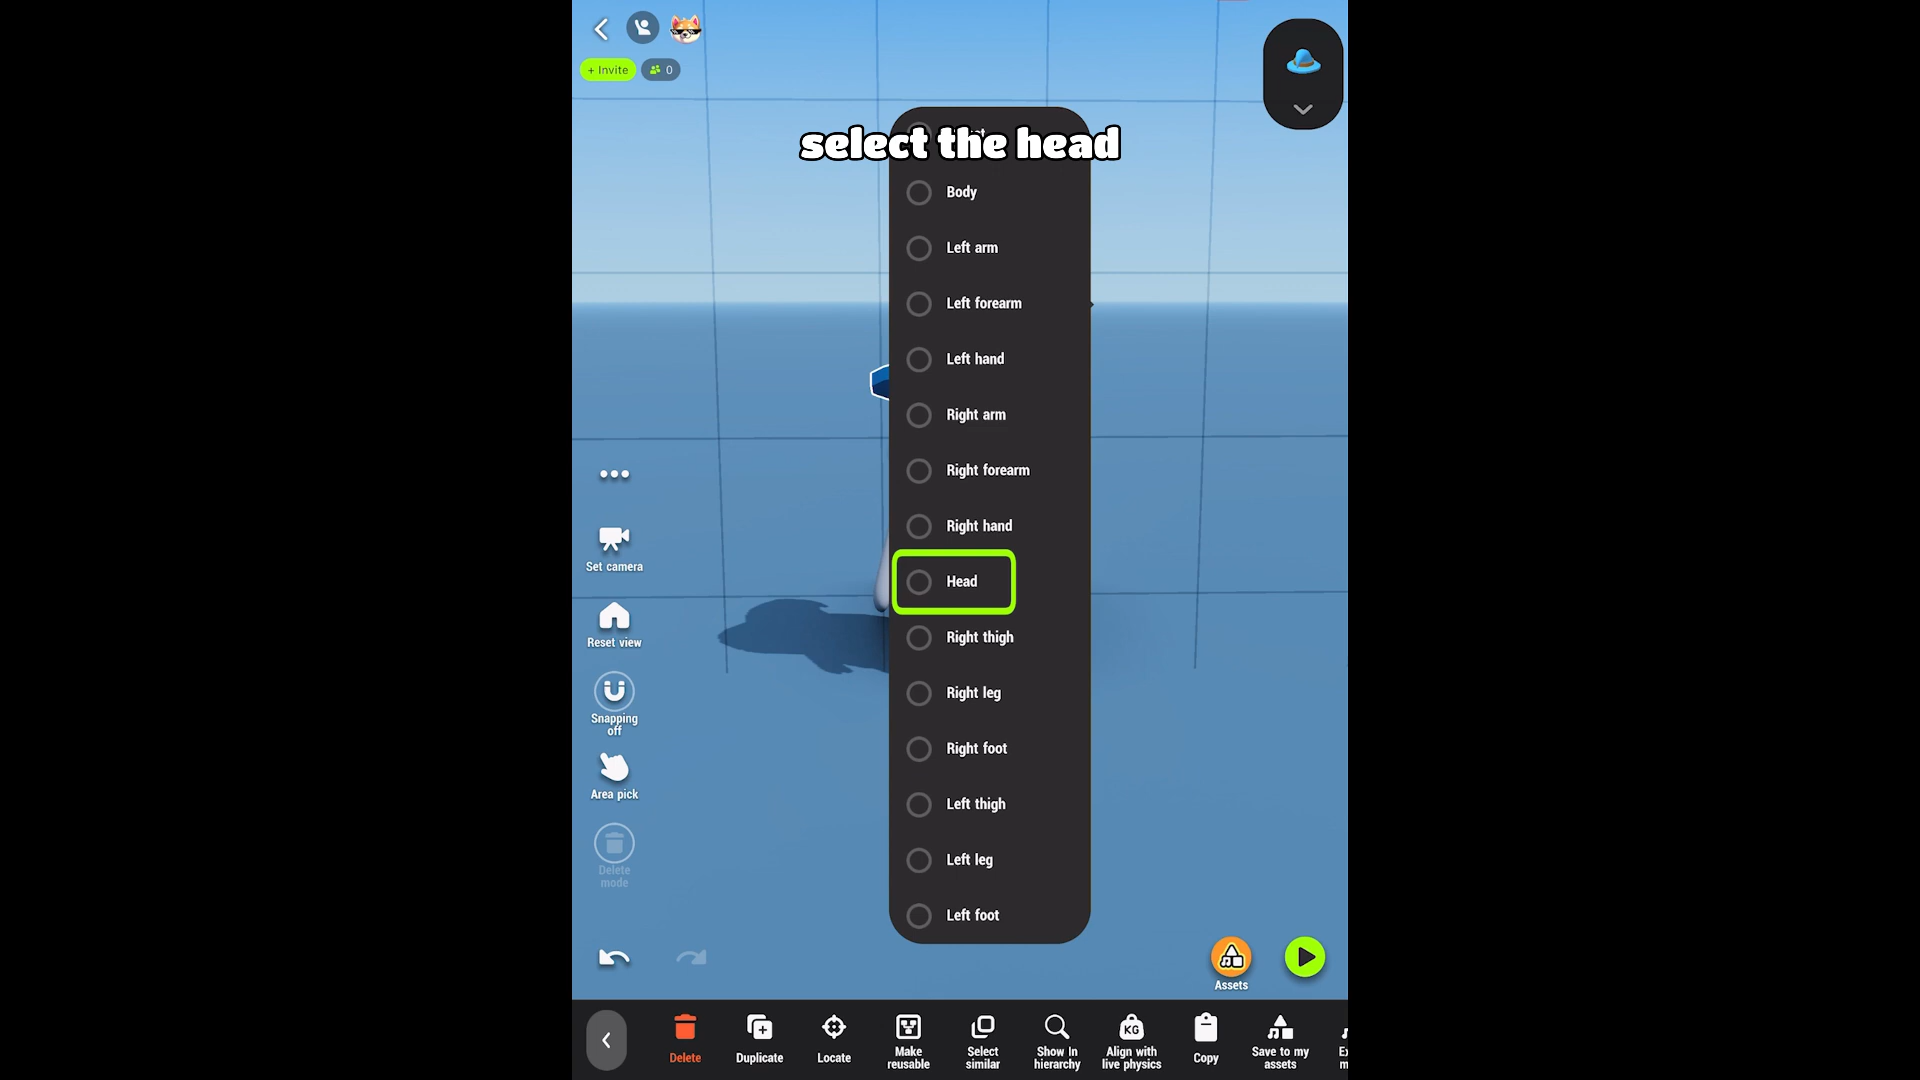 + Invite
0
select the head
Body
Left arm
Left forearm
Left hand
Right arm
Right forearm
Right hand
Head
Right thigh
Right leg
Right foot
Left thigh
Left leg
Left foot
Set camera
Reset view
Snapping
off
Area pick
Delete
mode
Assets
Delete
Duplicate
Locate
Make
reusable
Select
similar
Show in
hierarchy
KG
Align with
live physics
Copy
Save to my
assets